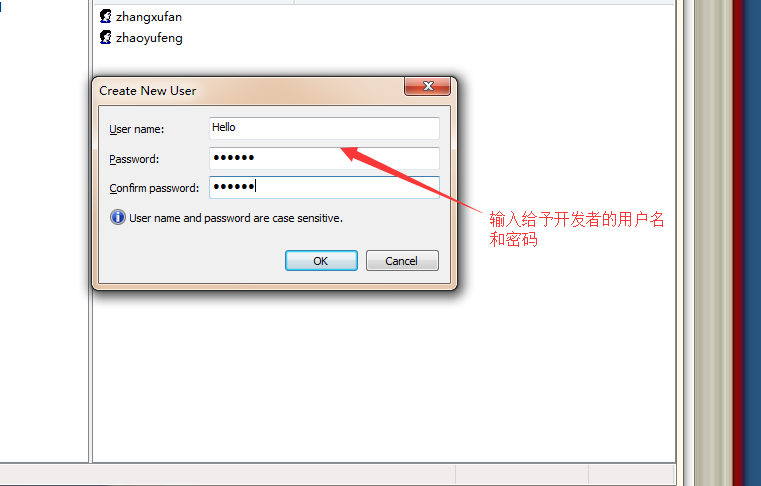 zhangxufan
zhaoyufeng
Create New User
User name:
Hello
Password:
●●●●●●
Confirm password:
●●●●●●
User name and password are case sensitive.
OK
Cancel
输入给予开发者的用户名
和密码